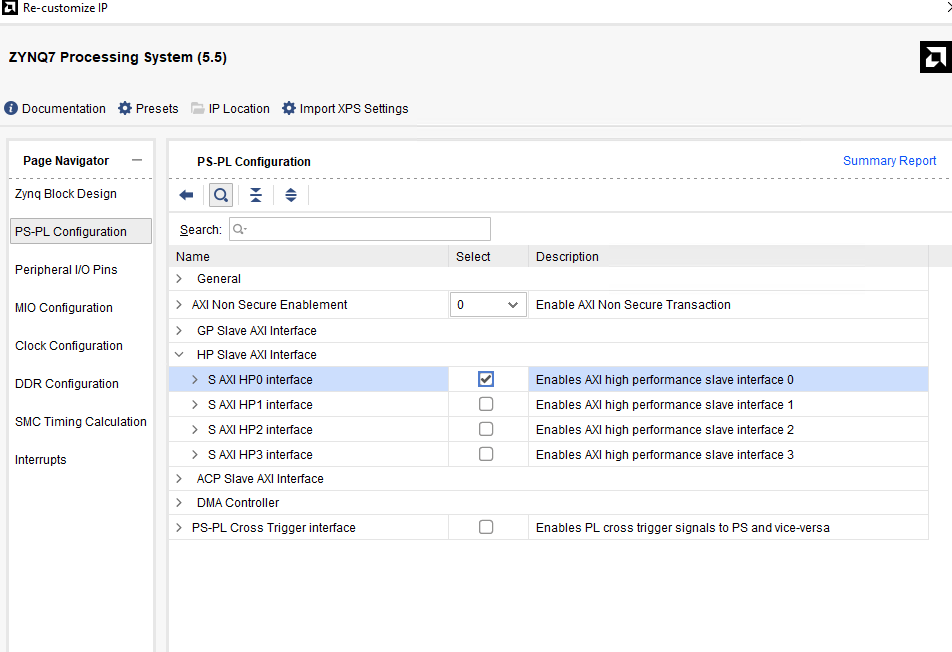 Re-customize IP
ZYNQ7 Processing System (5.5)
Documentation Presets IP Location Import XPS Settings
Page Navigator
Zynq Block Design
PS-PL Configuration
Peripheral I/O Pins
MIO Configuration
Clock Configuration
DDR Configuration
SMC Timing Calculation
Interrupts
PS-PL Configuration Summary Report
Search:
Name Select Description
General
AXI Non Secure Enablement 0 Enable AXI Non Secure Transaction
GP Slave AXI Interface
HP Slave AXI Interface
S AXI HP0 interface Enables AXI high performance slave interface 0
S AXI HP1 interface Enables AXI high performance slave interface 1
S AXI HP2 interface Enables AXI high performance slave interface 2
S AXI HP3 interface Enables AXI high performance slave interface 3
ACP Slave AXI Interface
DMA Controller
PS-PL Cross Trigger interface Enables PL cross trigger signals to PS and vice-versa